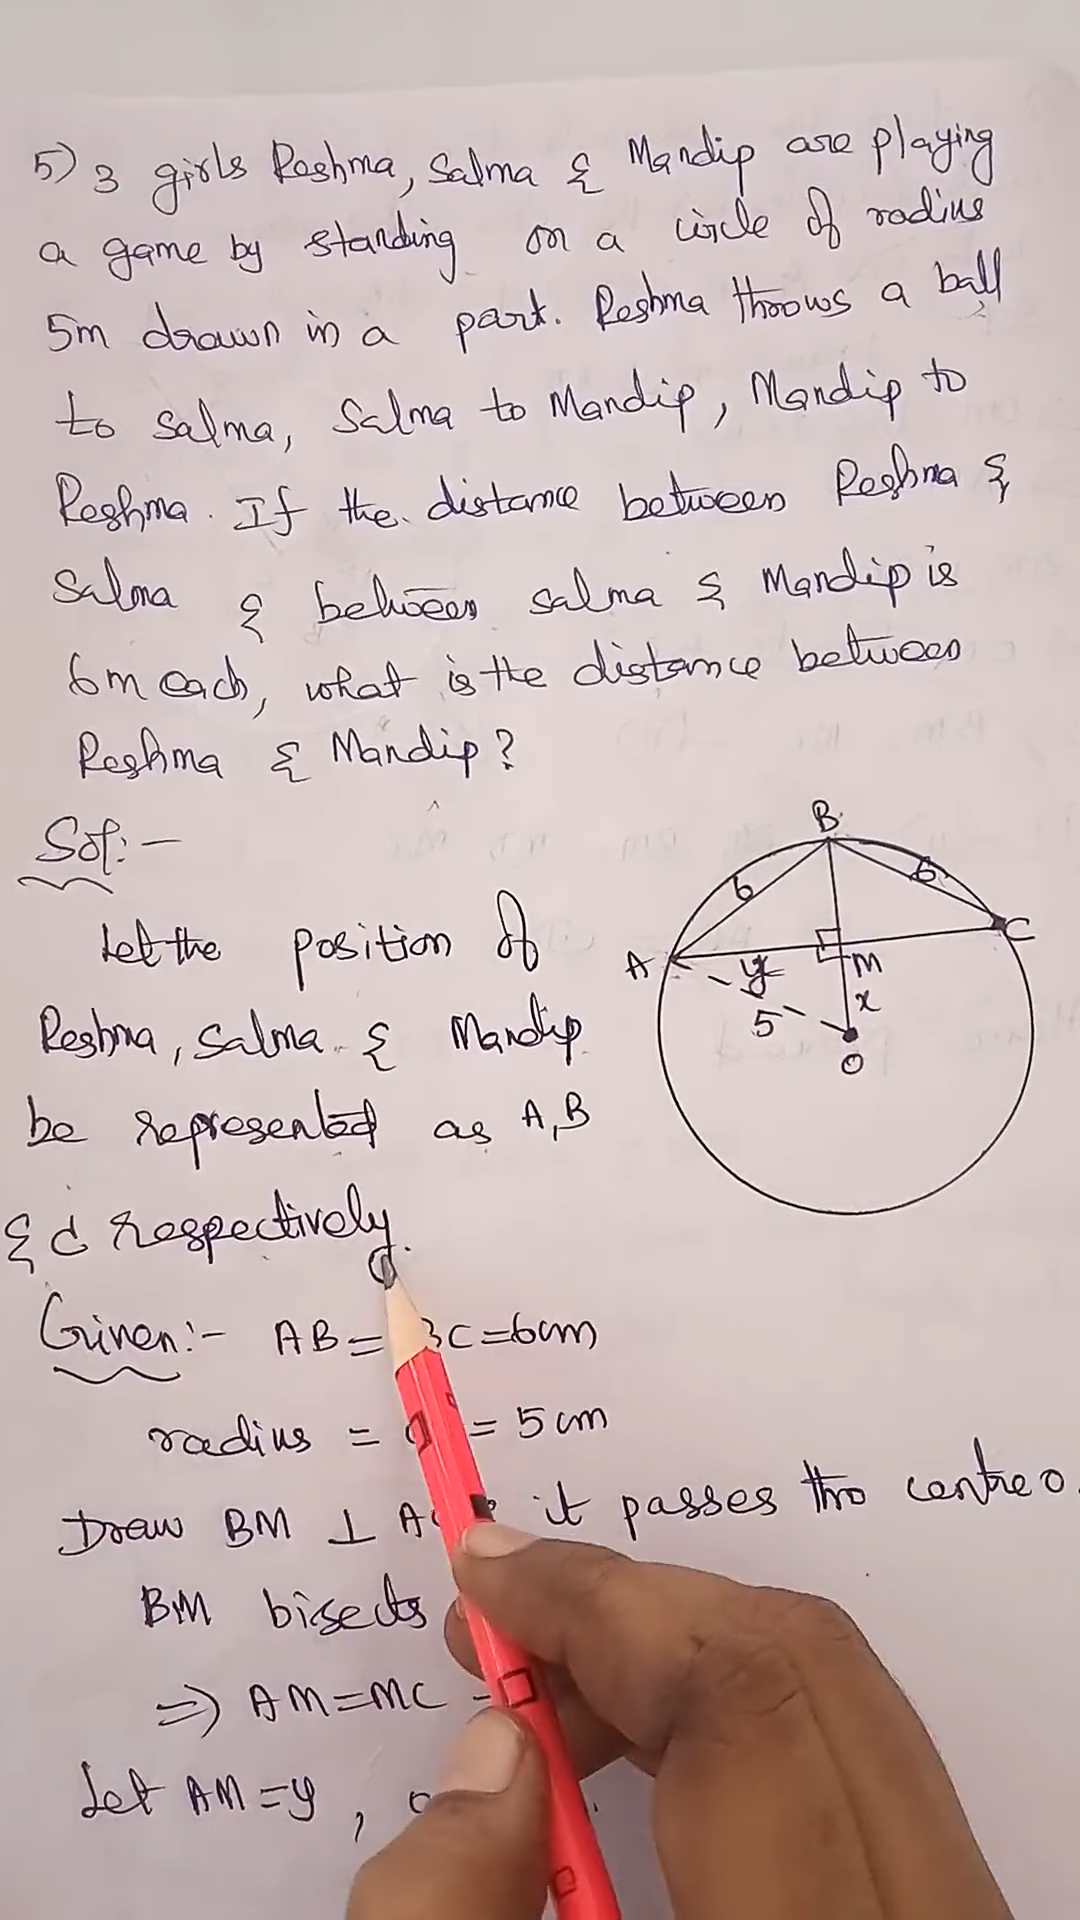 5) 3 girls Reshma, Salma & Mandip are playing
a game by standing on a circle of radius
5m drawn in a part. Reshma throws a ball
to salma, Salma to Mandip, Mandip to
Reshma. If the distance between Reshma &
Salma & between salma & Mandip is
6m each, what is the distance between
Reshma & Mandip?
Sol:-
Let the position of
Reshma, Salma & Mandip
be represented as A, B
& C respectively.
B
6
6
A
C
y
M
5
x
O
Given:- AB = BC = 6cm
radius = = 5cm
Draw BM ⊥ it passes thro centre O.
BM bisects
⇒ AM = MC
Let AM = y,